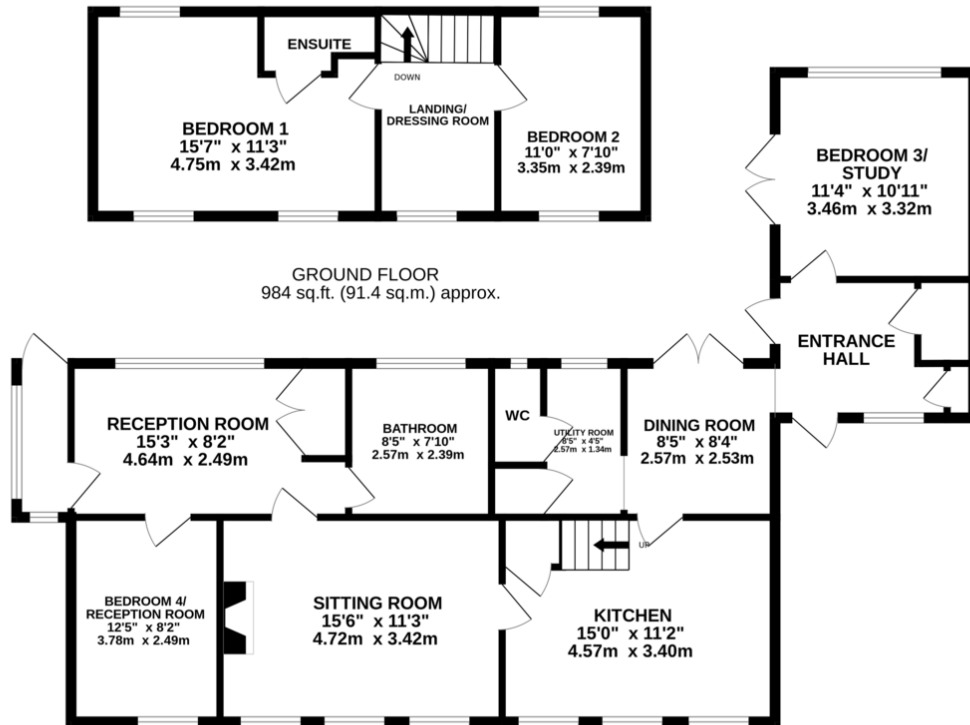 ENSUITE
DOWN
LANDING/
DRESSING ROOM
BEDROOM 1
15'7" x 11'3"
4.75m x 3.42m
BEDROOM 2
11'0" x 7'10"
3.35m x 2.39m
BEDROOM 3/
STUDY
11'4" x 10'11"
3.46m x 3.32m
GROUND FLOOR
984 sq.ft. (91.4 sq.m.) approx.
ENTRANCE
HALL
RECEPTION ROOM
15'3" x 8'2"
4.64m x 2.49m
BATHROOM
8'5" x 7'10"
2.57m x 2.39m
WC
UTILITY ROOM
8'5" x 4'5"
2.57m x 1.34m
DINING ROOM
8'5" x 8'4"
2.57m x 2.53m
UP
BEDROOM 4/
RECEPTION ROOM
12'5" x 8'2"
3.78m x 2.49m
SITTING ROOM
15'6" x 11'3"
4.72m x 3.42m
KITCHEN
15'0" x 11'2"
4.57m x 3.40m